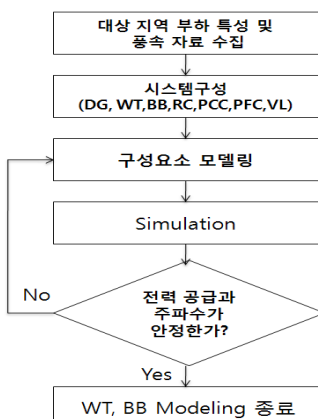 대상 지역 부하 특성 및
풍속 자료 수집
시스템구성
(DG, WT,BB,RC,PCC,PFC,VL)
구성요소 모델링
Simulation
No
전력 공급과
주파수가
안정한가?
Yes
WT, BB Modeling 종료